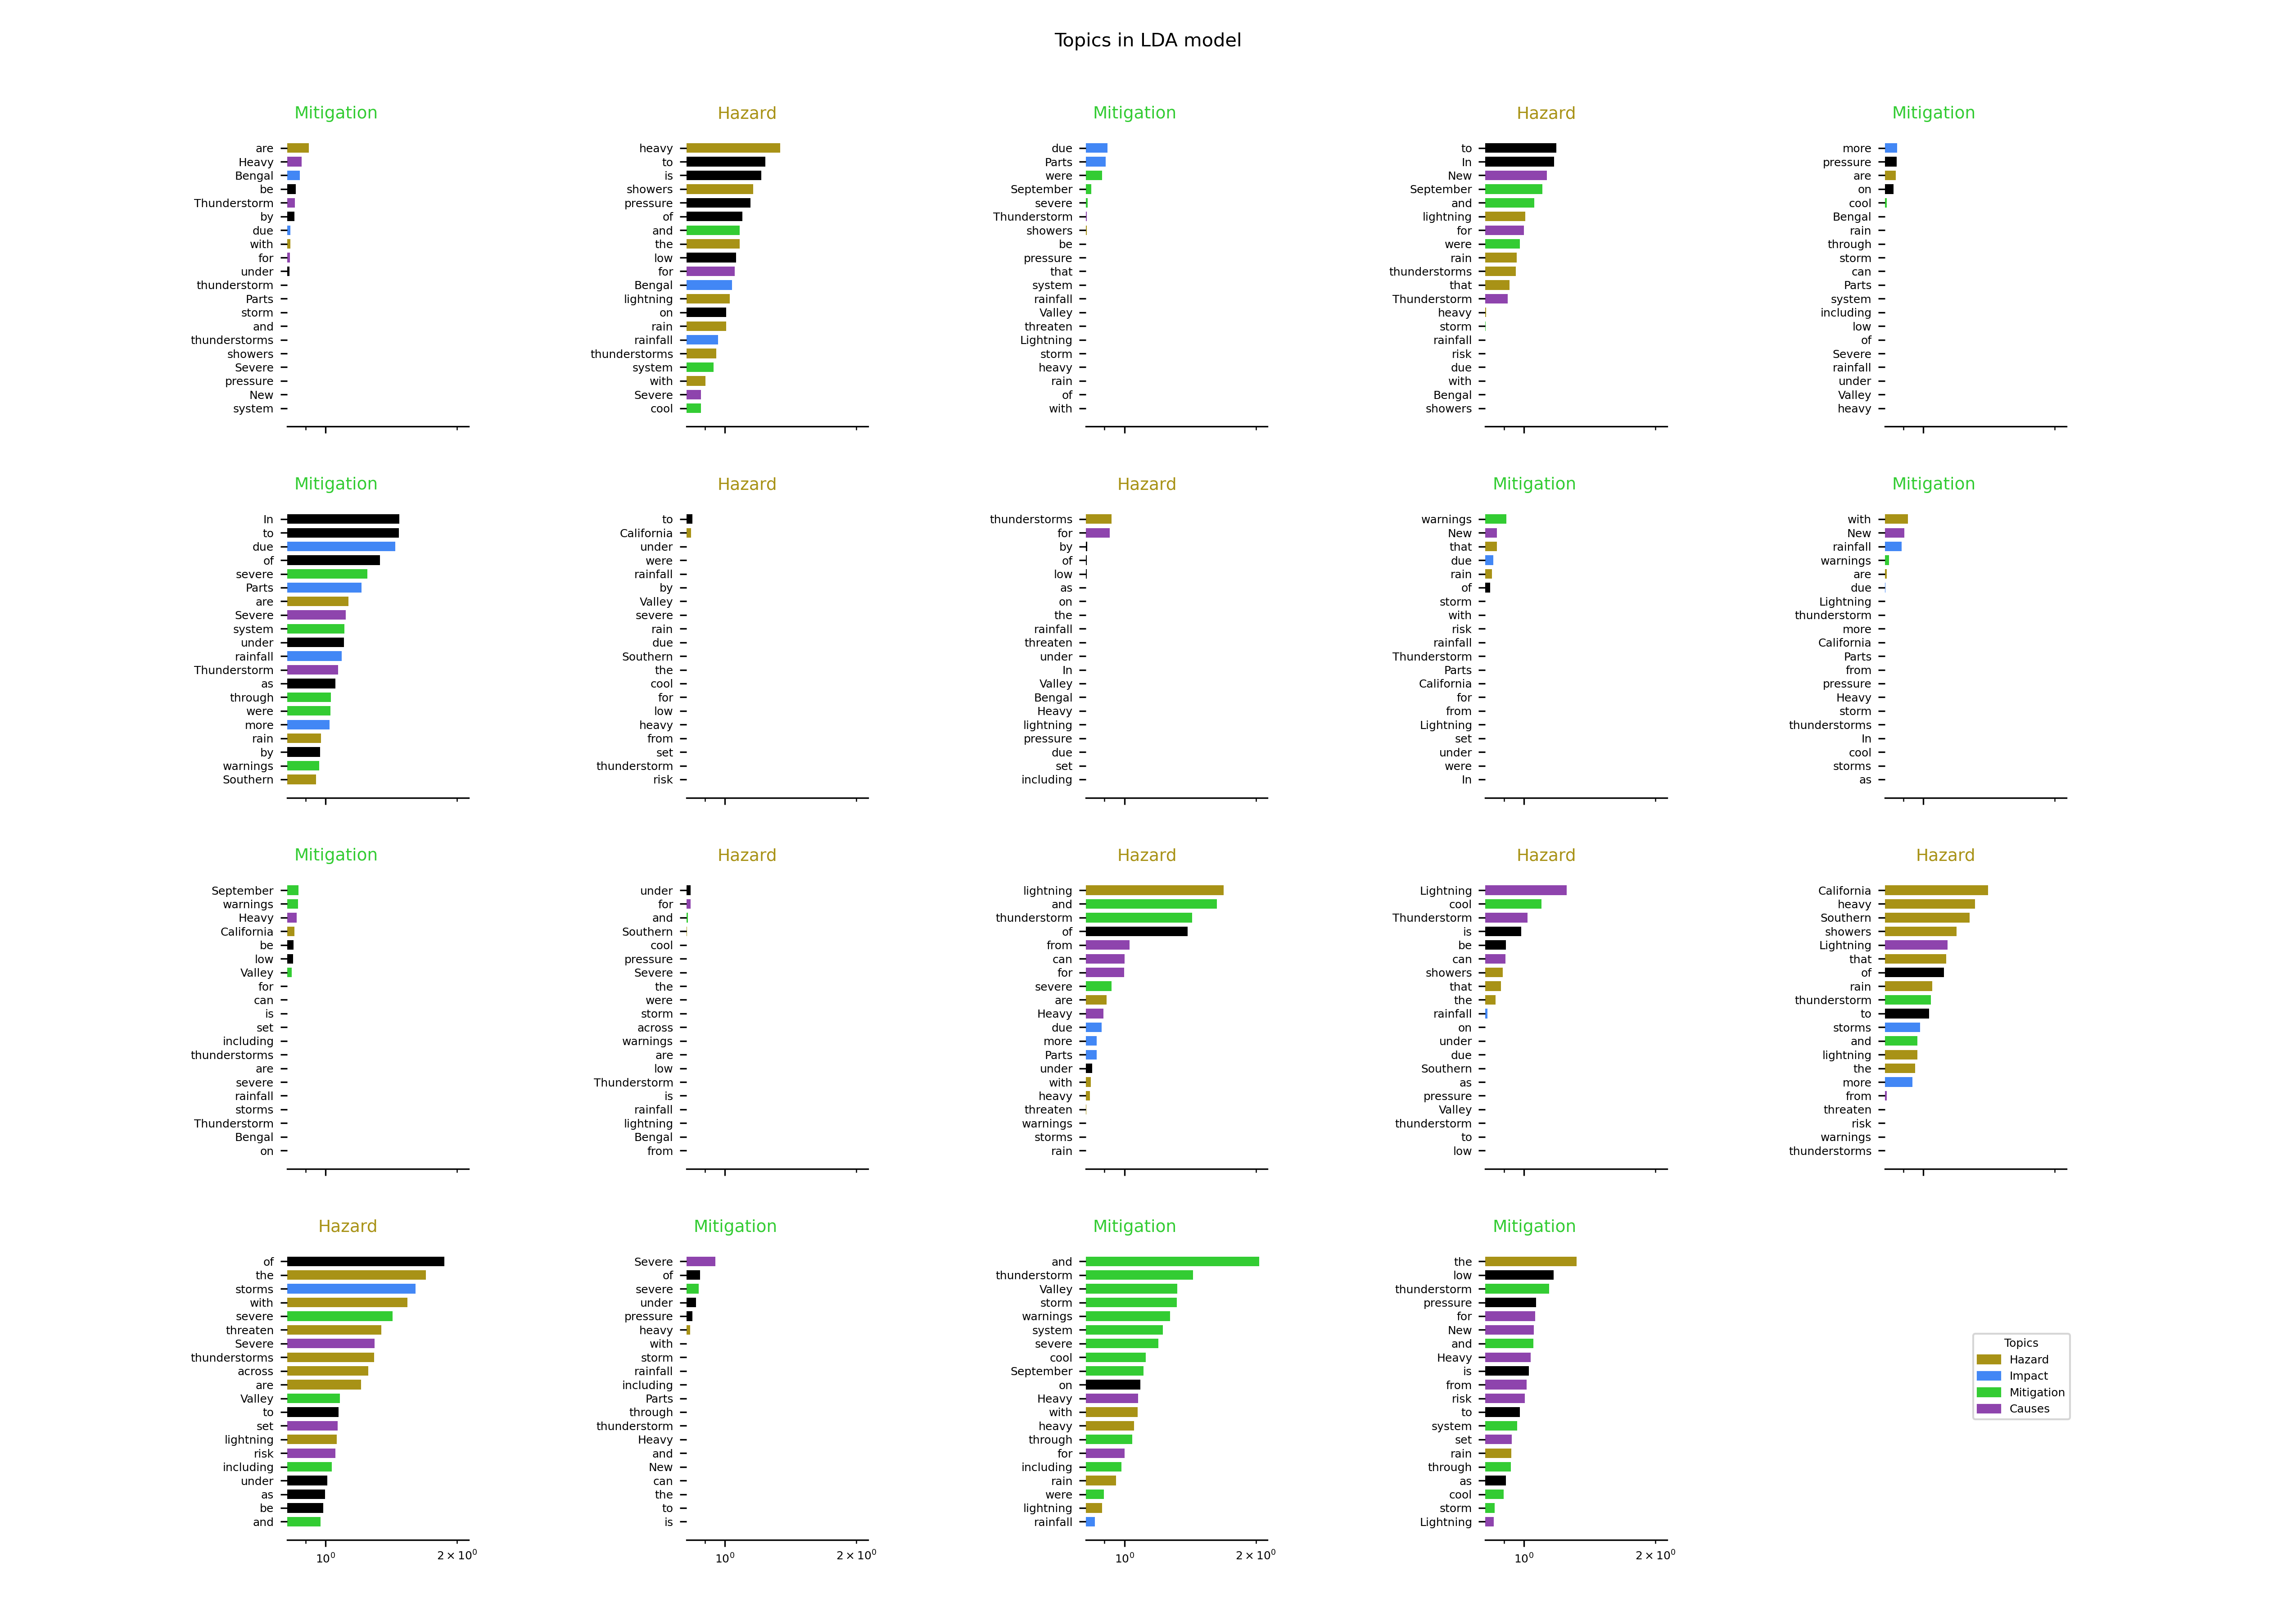 Topics in LDA model
Mitigation
are
Heavy
Bengal
be
Thunderstorm
by
due
with
for
under
thunderstorm
Parts
storm
and
thunderstorms
showers
Severe
pressure
New
system
Hazard
heavy
to
is
showers
pressure
of
and
the
low
for
Bengal
lightning
on
rain
rainfall
thunderstorms
system
with
Severe
cool
Mitigation
due
Parts
were
September
severe
Thunderstorm
showers
be
pressure
that
system
rainfall
Valley
threaten
Lightning
storm
heavy
rain
of
with
Hazard
to
In
New
September
and
lightning
for
were
rain
thunderstorms
that
Thunderstorm
heavy
storm
rainfall
risk
due
with
Bengal
showers
Mitigation
more
pressure
are
on
cool
Bengal
rain
through
storm
can
Parts
system
including
low
of
Severe
rainfall
under
Valley
heavy
Mitigation
In
to
due
of
severe
Parts
are
Severe
system
under
rainfall
Thunderstorm
as
through
were
more
rain
by
warnings
Southern
Hazard
to
California
under
were
rainfall
by
Valley
severe
rain
due
Southern
the
cool
for
low
heavy
from
set
thunderstorm
risk
Hazard
thunderstorms
for
by
of
low
as
on
the
rainfall
threaten
under
In
Valley
Bengal
Heavy
lightning
pressure
due
set
including
Mitigation
warnings
New
that
due
rain
of
storm
with
risk
rainfall
Thunderstorm
Parts
California
for
from
Lightning
set
under
were
In
Mitigation
with
New
rainfall
warnings
are
due
Lightning
thunderstorm
more
California
Parts
from
pressure
Heavy
storm
thunderstorms
In
cool
storms
as
Mitigation
September
warnings
Heavy
California
be
low
Valley
for
can
is
set
including
thunderstorms
are
severe
rainfall
storms
Thunderstorm
Bengal
on
Hazard
under
for
and
Southern
cool
pressure
Severe
the
were
storm
across
warnings
are
low
Thunderstorm
is
rainfall
lightning
Bengal
from
Hazard
lightning
and
thunderstorm
of
from
can
for
severe
are
Heavy
due
more
Parts
under
with
heavy
threaten
warnings
storms
rain
Hazard
Lightning
cool
Thunderstorm
is
be
can
showers
that
the
rainfall
on
under
due
Southern
as
pressure
Valley
thunderstorm
to
low
Hazard
California
heavy
Southern
showers
Lightning
that
of
rain
thunderstorm
to
storms
and
lightning
the
more
from
threaten
risk
warnings
thunderstorms
Hazard
of
the
storms
with
severe
threaten
Severe
thunderstorms
across
are
Valley
to
set
lightning
risk
including
under
as
be
and
10⁰ 2 × 10⁰
Mitigation
Severe
of
severe
under
pressure
heavy
with
storm
rainfall
including
Parts
through
thunderstorm
Heavy
and
New
can
the
to
is
10⁰ 2 × 10⁰
Mitigation
and
thunderstorm
Valley
storm
warnings
system
severe
cool
September
on
Heavy
with
heavy
through
for
including
rain
were
lightning
rainfall
10⁰ 2 × 10⁰
Mitigation
the
low
thunderstorm
pressure
for
New
and
Heavy
is
from
risk
to
system
set
rain
through
as
cool
storm
Lightning
10⁰ 2 × 10⁰
Topics
Hazard
Impact
Mitigation
Causes